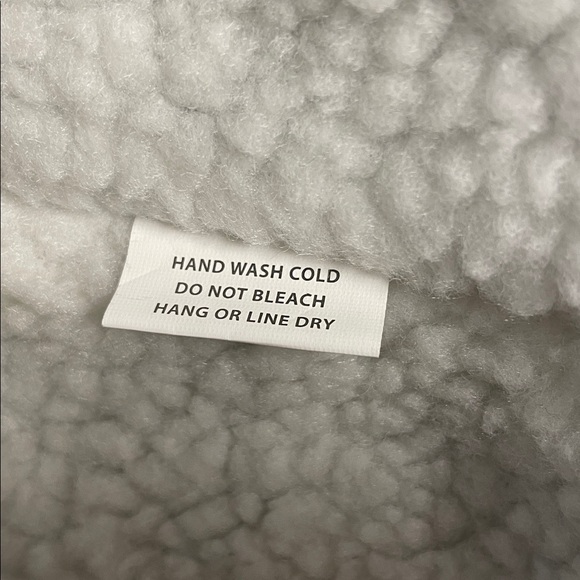 HAND WASH COLD
DO NOT BLEACH
HANG OR LINE DRY